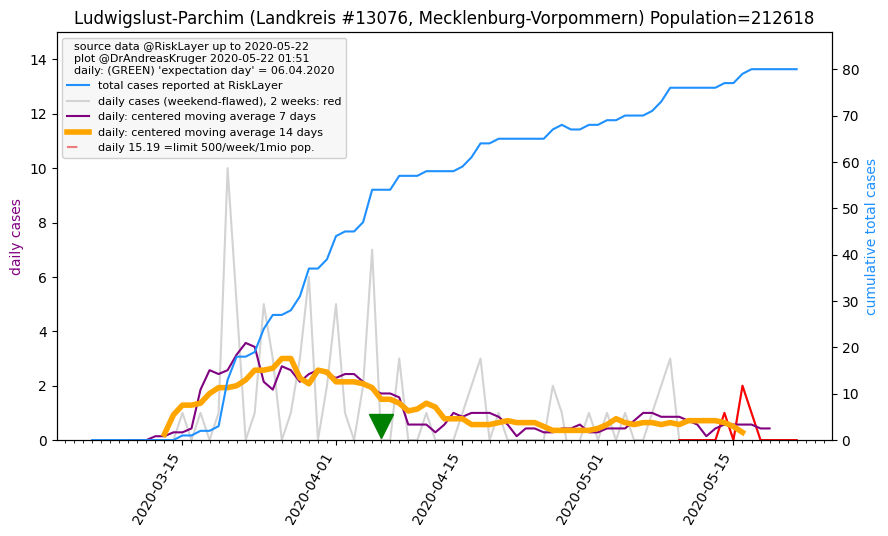 Ludwigslust-Parchim (Landkreis #13076, Mecklenburg-Vorpommern) Population=212618
source data @RiskLayer up to 2020-05-22
plot @DrAndreasKruger 2020-05-22 01:51
daily: (GREEN) 'expectation day' = 06.04.2020
total cases reported at RiskLayer
daily cases (weekend-flawed), 2 weeks: red
daily: centered moving average 7 days
daily: centered moving average 14 days
daily 15.19 =limit 500/week/1mio pop.
daily cases
14
12
10
8
6
4
2
0
cumulative total cases
80
70
60
50
40
30
20
10
0
2020-03-15
2020-04-01
2020-04-15
2020-05-01
2020-05-15